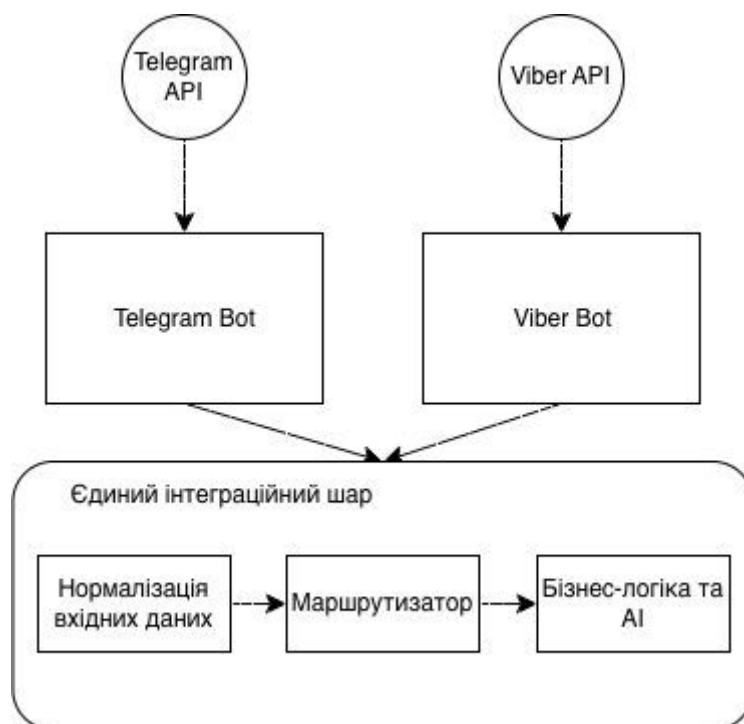 Telegram
API
Viber API
Telegram Bot
Viber Bot
Єдиний інтеграційний шар
Нормалізація
вхідних даних
Маршрутизатор
Бізнес-логіка та
AI